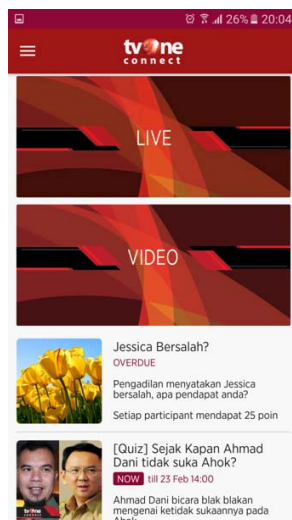 26% 20:04
tvOne
connect
LIVE
VIDEO
Jessica Bersalah?
OVERDUE
Pengadilan menyatakan Jessica
bersalah, apa pendapat anda?
Setiap participant mendapat 25 poin
[Quiz] Sejak Kapan Ahmad
Dani tidak suka Ahok?
NOW till 23 Feb 14:00
Ahmad Dani bicara blak blakan
mengenai ketidak sukaannya pada
Ahok